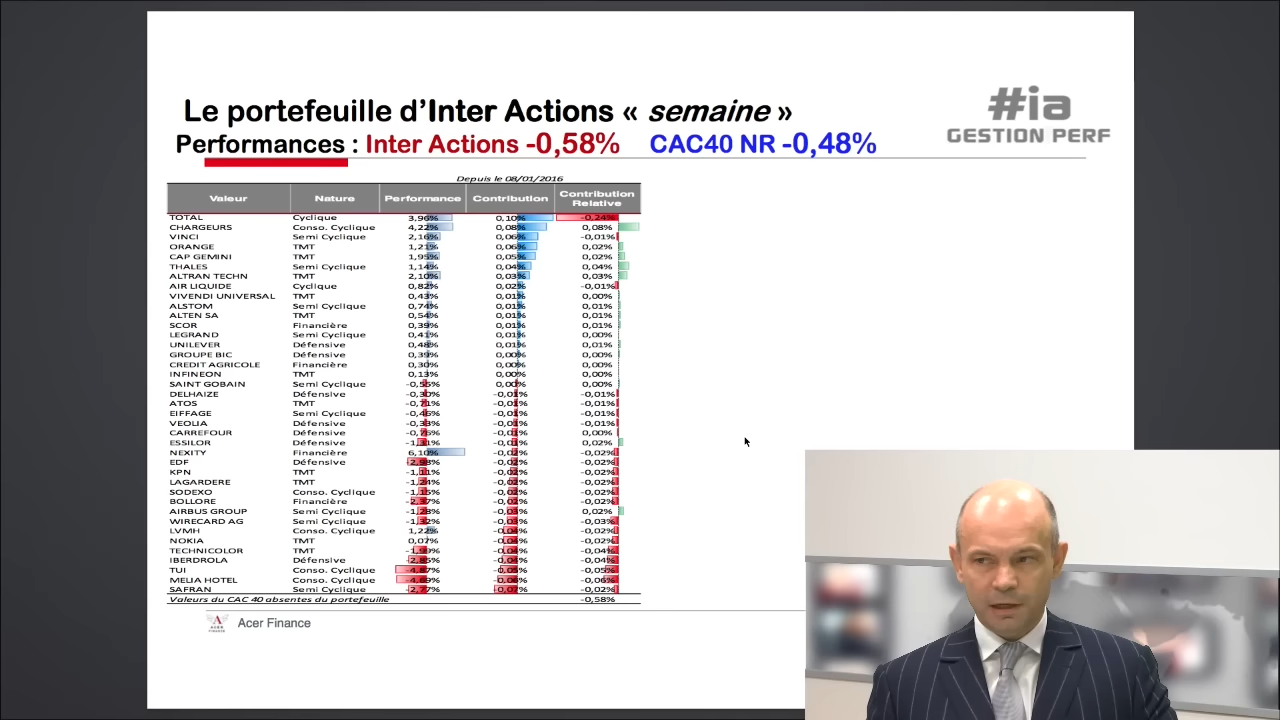 Le portefeuille d'Inter Actions « semaine »
#ia
GESTION PERF
Performances : Inter Actions -0,58% CAC40 NR -0,48%
Depuis le 08/01/2016
Valeur Nature Performance Contribution Contribution Relative
TOTAL Cyclique 3,96% 0,10% -0,24%
CHARGEURS Conso. Cyclique 4,22% 0,08% 0,08%
VINCI Semi Cyclique 2,16% 0,06% -0,01%
ORANGE TMT 1,21% 0,06% 0,02%
CAP GEMINI TMT 1,95% 0,05% 0,02%
THALES Semi Cyclique 1,14% 0,04% 0,04%
ALTRAN TECHN TMT 2,10% 0,03% 0,03%
AIR LIQUIDE Cyclique 0,82% 0,02% -0,01%
VIVENDI UNIVERSAL TMT 0,43% 0,01% 0,00%
ALSTOM Semi Cyclique 0,74% 0,01% 0,01%
ALTEN SA TMT 0,54% 0,01% 0,01%
SCOR Financière 0,39% 0,01% 0,01%
LEGRAND Semi Cyclique 0,41% 0,01% 0,00%
UNILEVER Défensive 0,48% 0,01% 0,01%
GROUPE BIC Défensive 0,39% 0,00% 0,00%
CREDIT AGRICOLE Financière 0,30% 0,00% 0,00%
INFINEON TMT 0,13% 0,00% 0,00%
SAINT GOBAIN Semi Cyclique -0,55% 0,00% 0,00%
DELHAIZE Défensive -0,30% -0,01% -0,01%
ATOS TMT -0,71% -0,01% -0,01%
EIFFAGE Semi Cyclique -0,46% -0,01% -0,01%
VEOLIA Défensive -0,33% -0,01% -0,01%
CARREFOUR Défensive -0,76% -0,01% 0,00%
ESSILOR Défensive -1,31% -0,01% 0,02%
NEXITY Financière 6,10% -0,02% -0,02%
EDF Défensive -2,98% -0,02% -0,02%
KPN TMT -1,11% -0,02% -0,02%
LAGARDERE TMT -1,24% -0,02% -0,02%
SODEXO Conso. Cyclique -1,15% -0,02% -0,02%
BOLLORE Financière -2,37% -0,02% -0,02%
AIRBUS GROUP Semi Cyclique -1,28% -0,03% 0,02%
WIRECARD AG Semi Cyclique -1,32% -0,03% -0,03%
LVMH Conso. Cyclique 1,22% -0,04% -0,02%
NOKIA TMT 0,07% -0,04% -0,02%
TECHNICOLOR TMT -0,04% -0,04%
IBERDROLA Défensive -2,85% -0,04% -0,04%
TUI Conso. Cyclique -4,87% -0,05% -0,05%
MELIA HOTEL Conso. Cyclique -4,69% -0,06% -0,06%
SAFRAN Semi Cyclique -2,77% -0,07% -0,02%
Valeurs du CAC 40 absentes du portefeuille -0,58%
Acer Finance